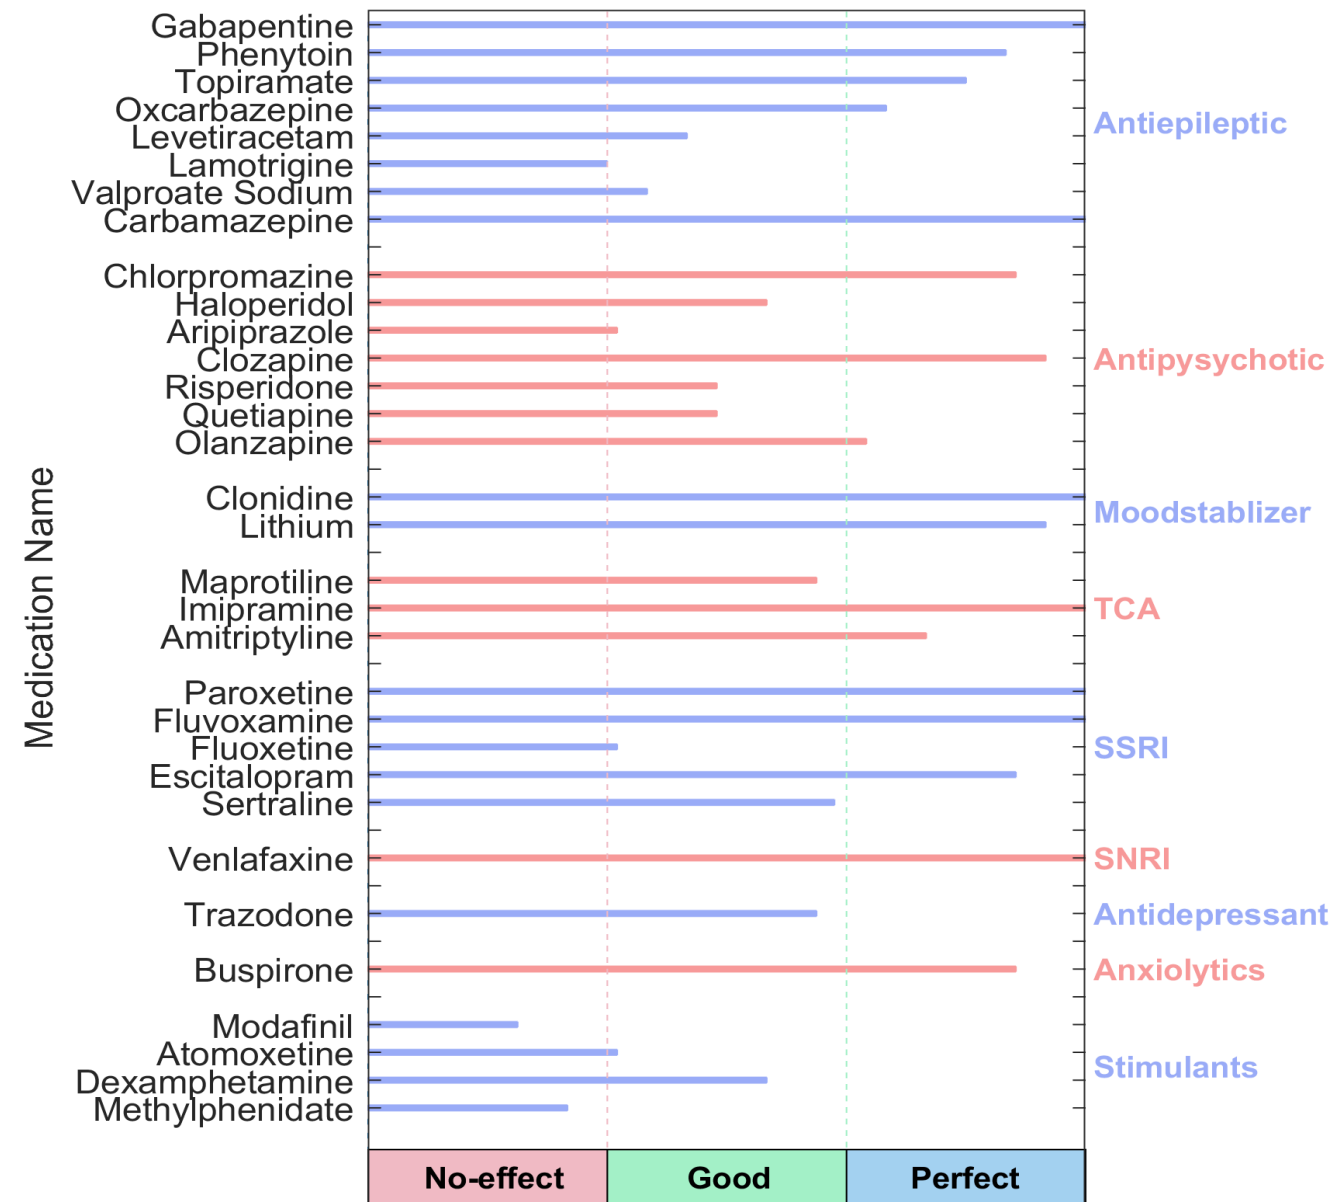 Gabapentine
Phenytoin
Topiramate
Oxcarbazepine
Antiepileptic
Levetiracetam
Lamotrigine
Valproate Sodium
Carbamazepine
Chlorpromazine
Haloperidol
Aripiprazole
Clozapine
Antipysychotic
Risperidone
Quetiapine
Olanzapine
Medication Name
Clonidine
Moodstablizer
Lithium
Maprotiline
Imipramine
TCA
Amitriptyline
Paroxetine
Fluvoxamine
Fluoxetine
SSRI
Escitalopram
Sertraline
Venlafaxine
SNRI
Trazodone
Antidepressant
Buspirone
Anxiolytics
Modafinil
Atomoxetine
Stimulants
Dexamphetamine
Methylphenidate
No-effect
Good
Perfect